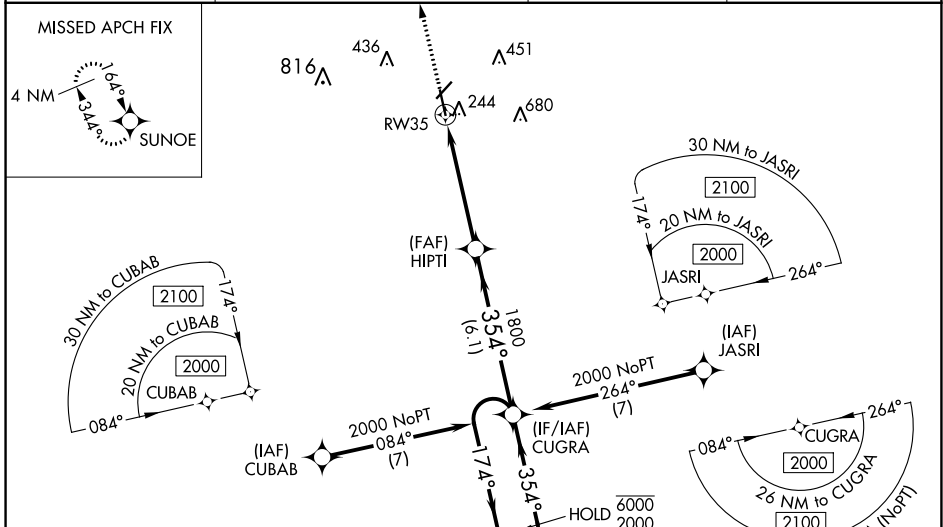 MISSED APCH FIX
4 NM
164°
344°
SUNOE
816
436
451
244
680
RW35
30 NM to JASRI
2100
20 NM to JASRI
2000
174°
JASRI
264°
(FAF)
HIPTI
30 NM to CUBAB
2100
174°
20 NM to CUBAB
2000
CUBAB
084°
1800
354°
(6.1)
(IAF)
JASRI
2000 NoPT
264°
(7)
2000 NoPT
084°
(7)
(IAF)
CUBAB
(IF/IAF)
CUGRA
174°
354°
HOLD 6000
2000
084°
264°
CUGRA
2000
26 NM to CUGRA
2100
(NoPT)